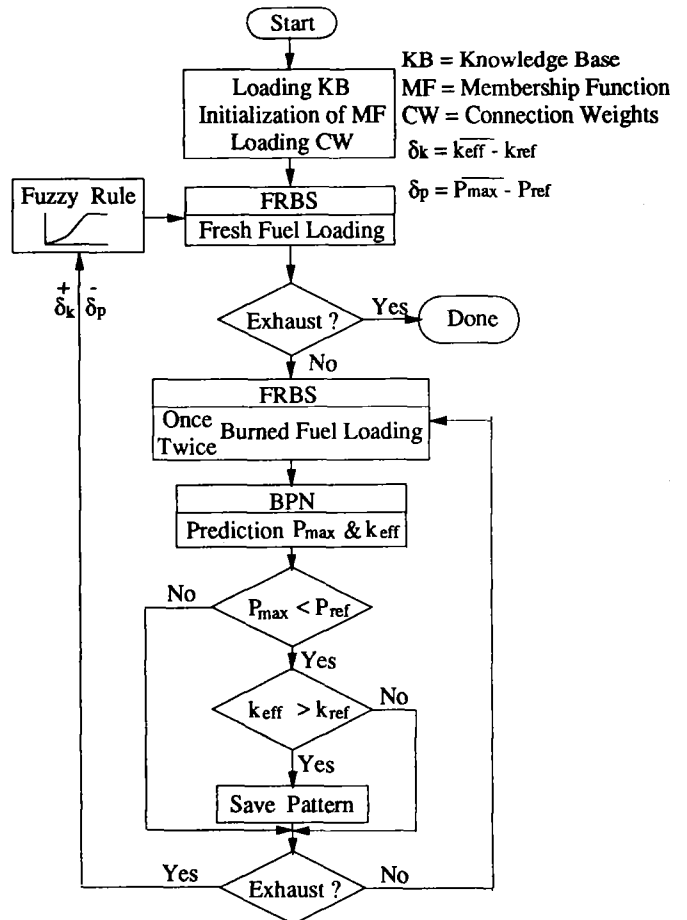 Start
Loading KB
Initialization of MF
Loading CW
KB = Knowledge Base
MF = Membership Function
CW = Connection Weights
δk = k̅e̅f̅f̅ - kref
δp = P̅m̅a̅x̅ - Pref
Fuzzy Rule
FRBS
Fresh Fuel Loading
+ -
δk δp
Exhaust ?
Yes
Done
No
FRBS
Once
Twice
Burned Fuel Loading
BPN
Prediction Pmax & keff
No
Pmax < Pref
Yes
keff > kref
No
Yes
Save Pattern
Yes
Exhaust ?
No